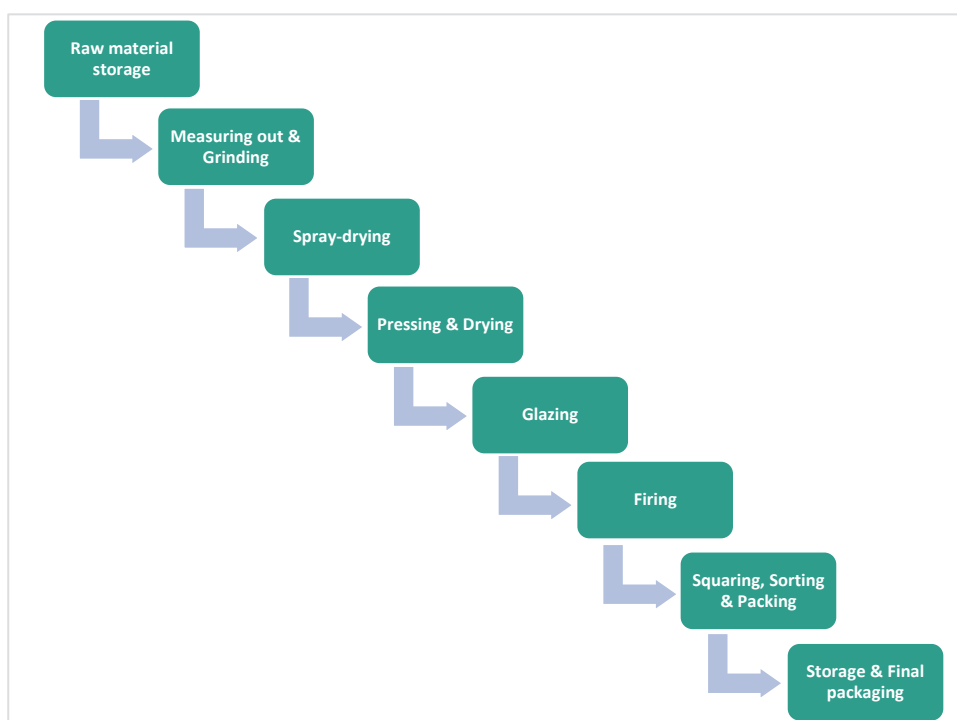 Raw material
storage
Measuring out &
Grinding
Spray-drying
Pressing & Drying
Glazing
Firing
Squaring, Sorting
& Packing
Storage & Final
packaging